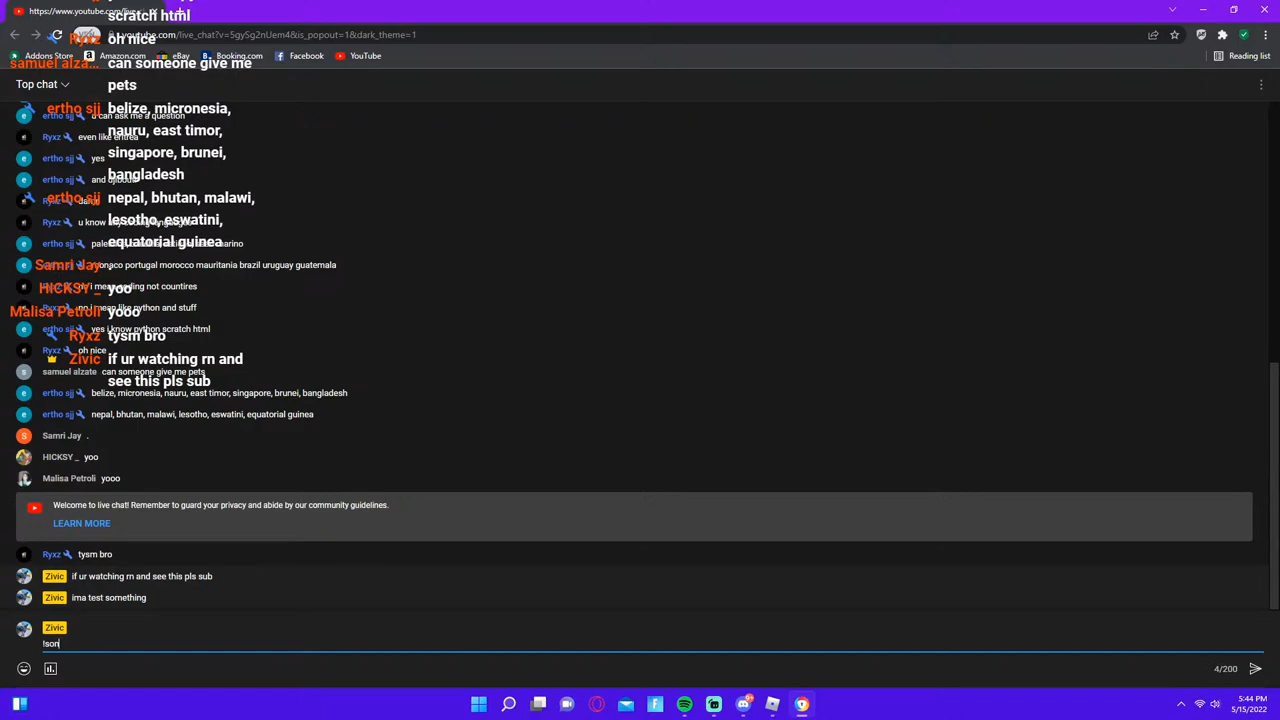 https://www.youtube.com/live_c
scratch html
youtube.com/live_chat?v=5gySg2nUem4&is_popout=1&dark_theme=1
Ryxz oh nice
Addons Store Amazon.com eBay Booking.com Facebook YouTube Reading list
samuel alza... can someone give me
pets
Top chat
ertho sjj belize, micronesia,
nauru, east timor,
singapore, brunei,
bangladesh
ertho sjj nepal, bhutan, malawi,
lesotho, eswatini,
equatorial guinea
Samri Jay .
HICKSY_ yoo
Malisa Petroli yooo
Ryxz tysm bro
Zivic if ur watching rn and
see this pls sub
ertho sjj u can ask me a question
Ryxz even like eritrea
ertho sjj yes
ertho sjj and djibouti
Ryxz
Ryxz u know any coding
ertho sjj
monaco portugal morocco mauritania brazil uruguay guatemala
i mean coding not countires
no i mean like python and stuff
ertho sjj yes i know python scratch html
Ryxz oh nice
samuel alzate can someone give me pets
ertho sjj belize, micronesia, nauru, east timor, singapore, brunei, bangladesh
ertho sjj nepal, bhutan, malawi, lesotho, eswatini, equatorial guinea
Samri Jay .
HICKSY_ yoo
Malisa Petroli yooo
Welcome to live chat! Remember to guard your privacy and abide by our community guidelines.
LEARN MORE
Ryxz tysm bro
Zivic if ur watching rn and see this pls sub
Zivic ima test something
Zivic
!son
4/200
5:44 PM
5/15/2022